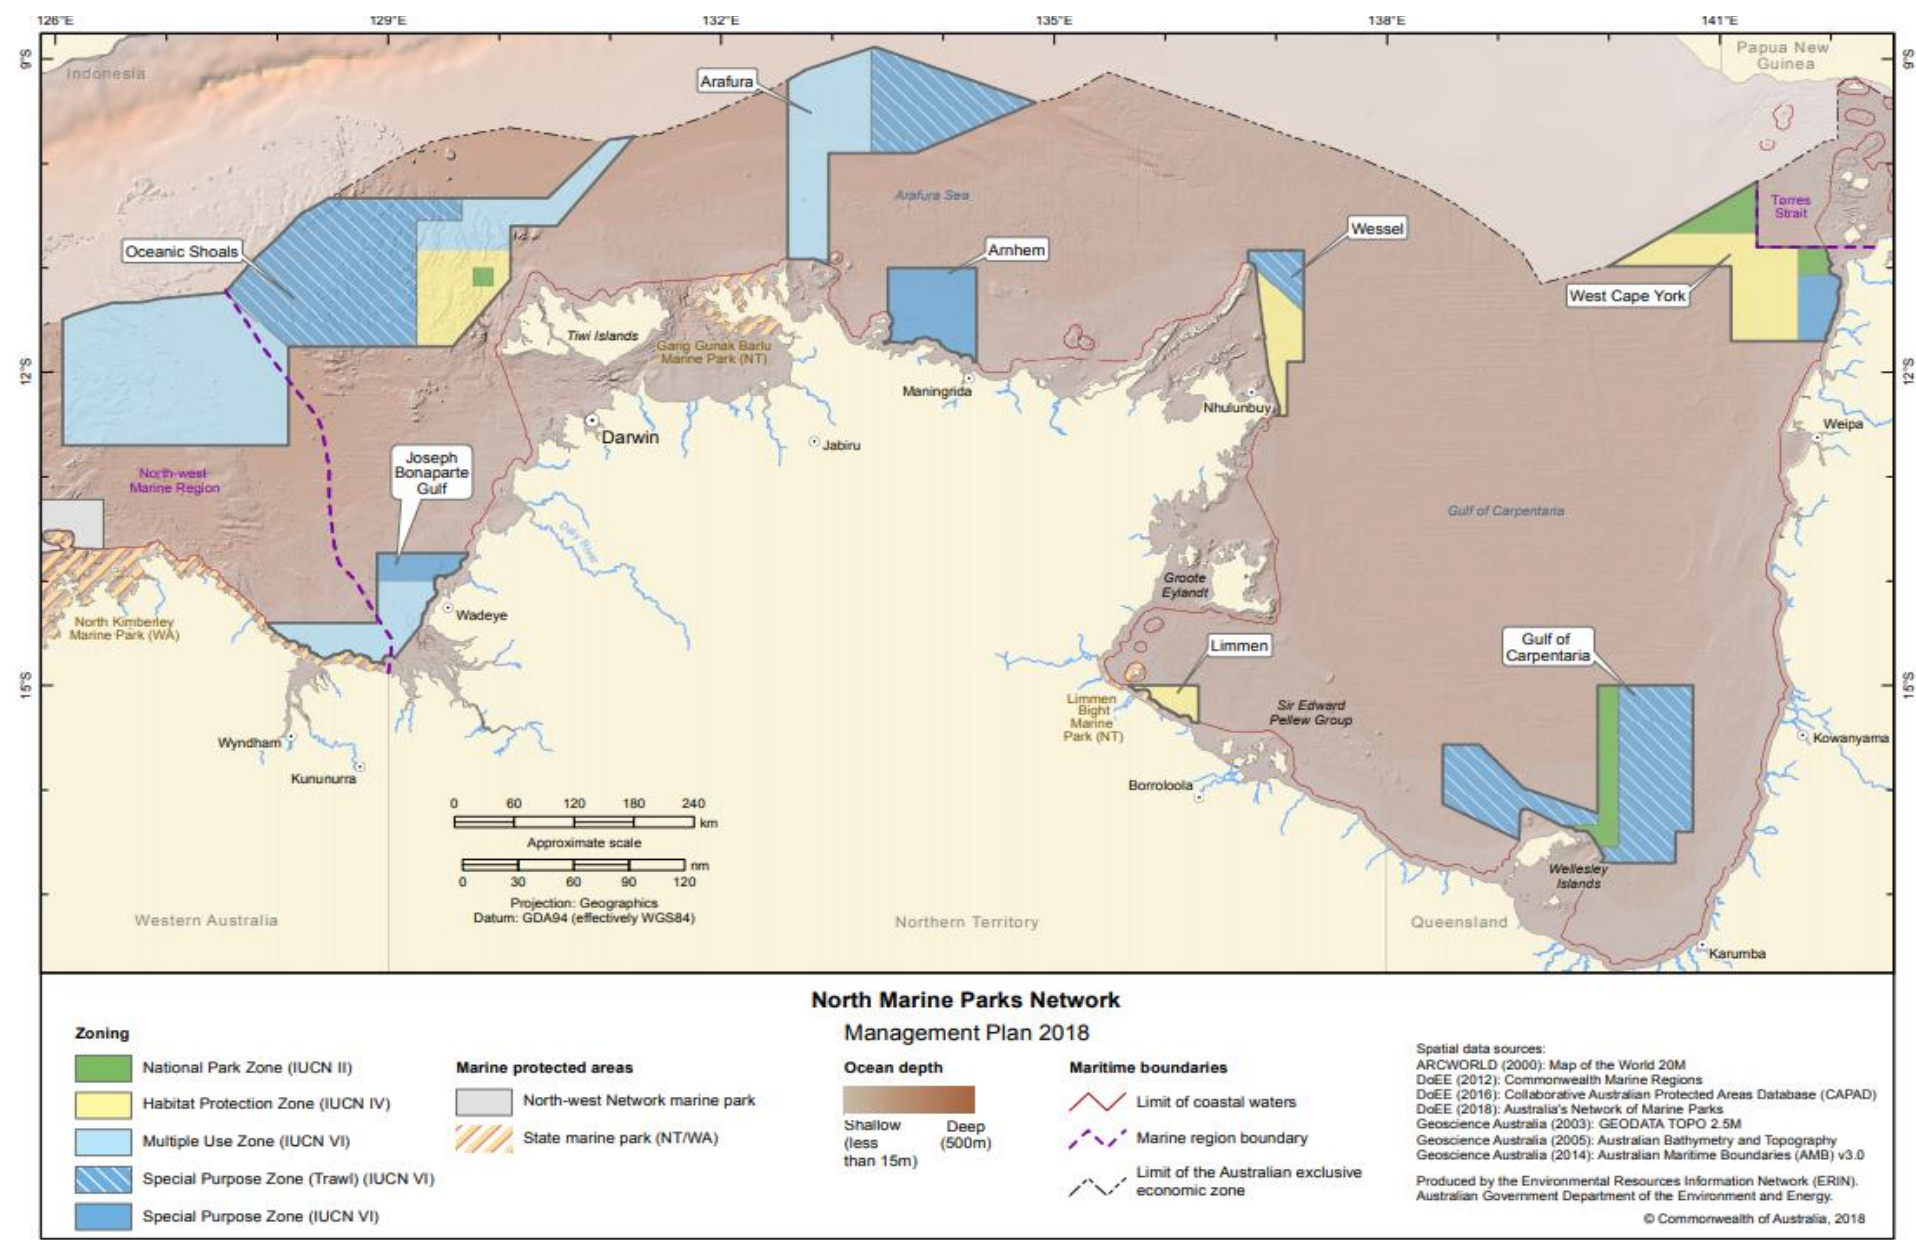 126°E
129°E
132°E
135°E
138°E
141°E
9°S
9°S
12°S
12°S
15°S
15°S
Indonesia
Papua New
Guinea
Arafura
Arafura Sea
Torres
Strait
Oceanic Shoals
Arnhem
Wessel
West Cape York
Tiwi Islands
Garig Gunak Barlu
Marine Park (NT)
Maningrida
Nhulunbuy
Weipa
Darwin
Jabiru
North-west
Marine Region
Joseph
Bonaparte
Gulf
Daly River
Gulf of Carpentaria
Groote
Eylandt
Wadeye
North Kimberley
Marine Park (WA)
Limmen
Gulf of
Carpentaria
Limmen
Bight
Marine
Park (NT)
Sir Edward
Pellew Group
Wyndham
Kununurra
Kowanyama
Borroloola
0 60 120 180 240
km
Approximate scale
nm
0 30 60 90 120
Projection: Geographics
Datum: GDA94 (effectively WGS84)
Wellesley
Islands
Western Australia
Northern Territory
Queensland
Karumba
North Marine Parks Network
Management Plan 2018
Zoning
National Park Zone (IUCN II)
Habitat Protection Zone (IUCN IV)
Multiple Use Zone (IUCN VI)
Special Purpose Zone (Trawl) (IUCN VI)
Special Purpose Zone (IUCN VI)
Marine protected areas
North-west Network marine park
State marine park (NT/WA)
Ocean depth
Shallow
(less
than 15m)
Deep
(500m)
Maritime boundaries
Limit of coastal waters
Marine region boundary
Limit of the Australian exclusive
economic zone
Spatial data sources:
ARCWORLD (2000): Map of the World 20M
DoEE (2012): Commonwealth Marine Regions
DoEE (2016): Collaborative Australian Protected Areas Database (CAPAD)
DoEE (2018): Australia's Network of Marine Parks
Geoscience Australia (2003): GEODATA TOPO 2.5M
Geoscience Australia (2005): Australian Bathymetry and Topography
Geoscience Australia (2014): Australian Maritime Boundaries (AMB) v3.0
Produced by the Environmental Resources Information Network (ERIN).
Australian Government Department of the Environment and Energy.
© Commonwealth of Australia, 2018